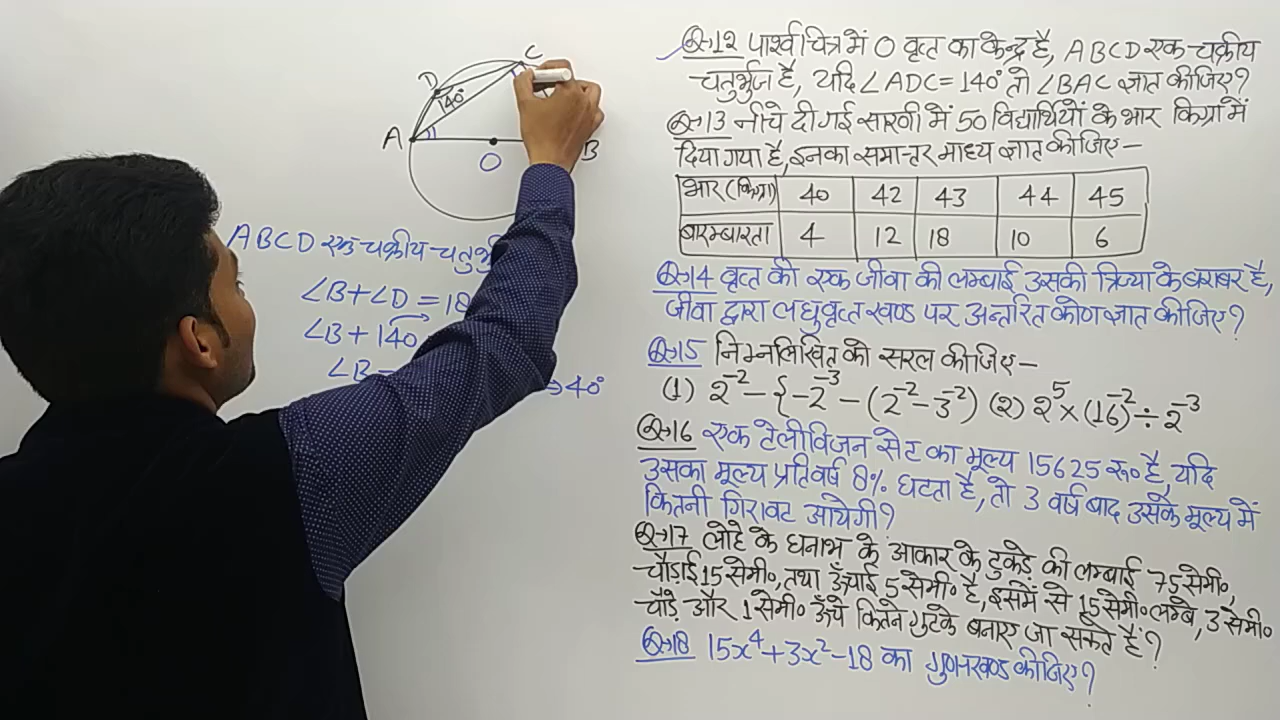 C
D
140°
A
O
B
ABCD एक चक्रीय-चतुर्भु
∠B+∠D = 18
∠B + 140
∠B =
⇒ 40°
Q→12 पार्श्व चित्र में O वृत्त का केन्द्र है, ABCD एक चक्रीय
चतुर्भुज है, यदि ∠ADC = 140° तो ∠BAC ज्ञात कीजिए?
Q→13 नीचे दी गई सारणी में 50 विद्यार्थियों के भार किग्रा में
दिया गया है, इनका समान्तर माध्य ज्ञात कीजिए-
भार(किग्रा) 40 42 43 44 45
बारम्बारता 4 12 18 10 6
Q→14 वृत्त की एक जीवा की लम्बाई उसकी त्रिज्या के बराबर है,
जीवा द्वारा लघुवृत्त खण्ड पर अन्तरित कोण ज्ञात कीजिए?
Q→15 निम्नलिखित को सरल कीजिए-
(1) 2⁻² - {-2⁻³ - (2⁻² - 3⁻²) (2) 2⁵ × (16)⁻² ÷ 2⁻³
Q→16 एक टेलीविजन सेट का मूल्य 15625 रू० है, यदि
उसका मूल्य प्रतिवर्ष 8% घटता है, तो 3 वर्ष बाद उसके मूल्य में
कितनी गिरावट आयेगी?
Q→17 लोहे के घनाभ के आकार के टुकड़े की लम्बाई 75 सेमी०,
चौड़ाई 15 सेमी०, तथा ऊँचाई 5 सेमी० है, इसमें से 15 सेमी० लम्बे, 3 सेमी०
चौड़े और 1 सेमी० ऊँचे कितने गुटके बनाए जा सकते हैं?
Q→18 15x⁴+3x²-18 का गुणनखण्ड कीजिए?